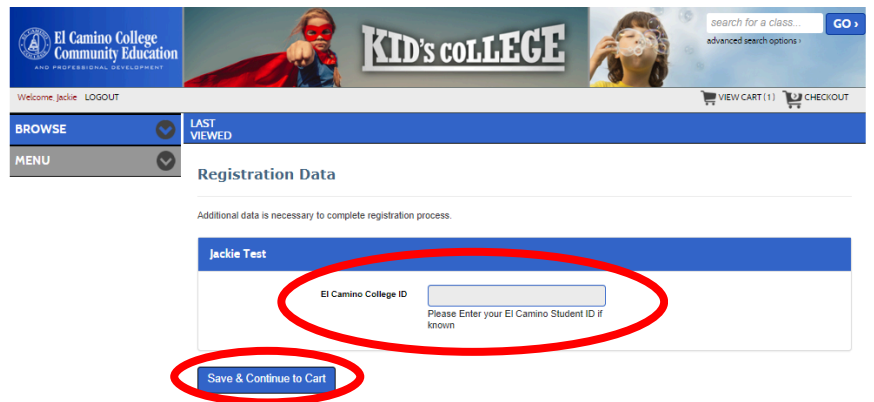 El Camino College
Community Education
AND PROFESSIONAL DEVELOPMENT
KID'S COLLEGE
search for a class...
GO ›
advanced search options ›
Welcome, Jackie LOGOUT
VIEW CART (1)
CHECKOUT
BROWSE
LAST
VIEWED
MENU
Registration Data
Additional data is necessary to complete registration process.
Jackie Test
El Camino College ID
Please Enter your El Camino Student ID if
known
Save & Continue to Cart